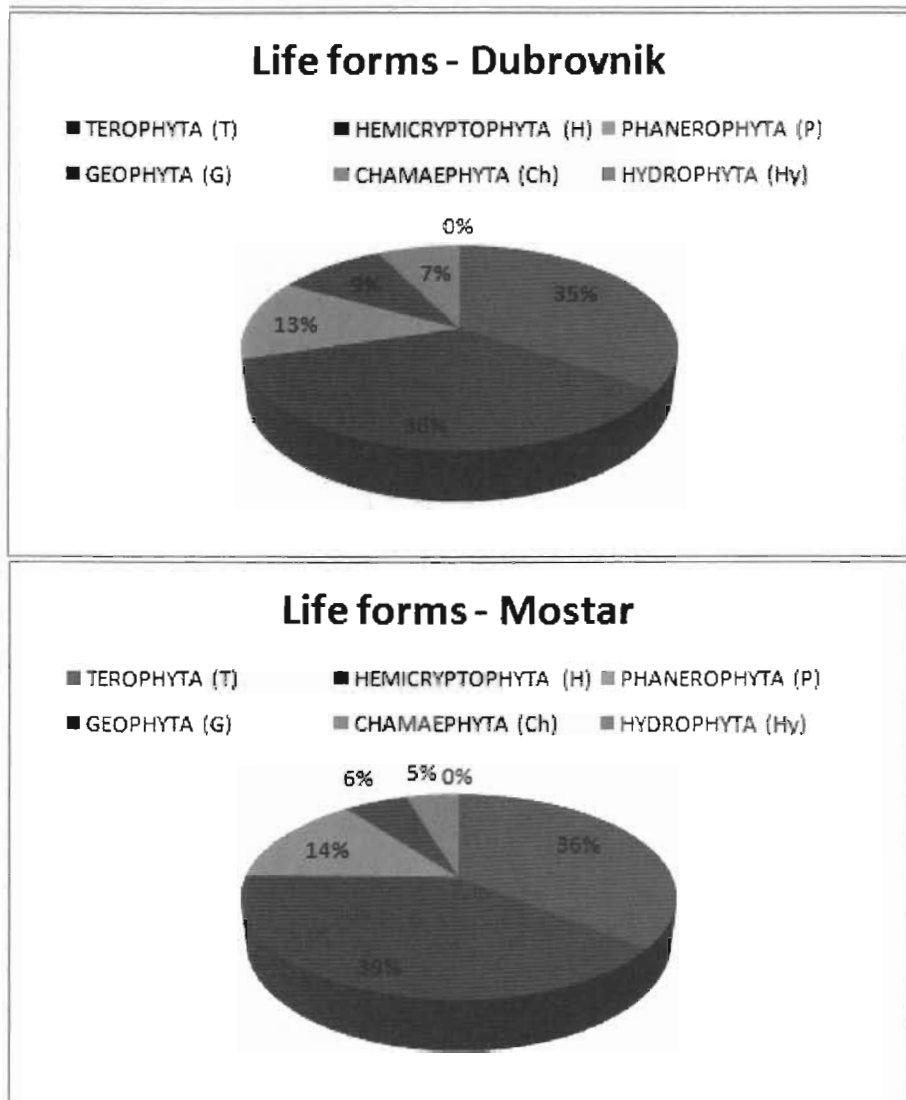 Life forms - Dubrovnik
TEROPHYTA (T) HEMICRYPTOPHYTA (H) PHANEROPHYTA (P)
GEOPHYTA (G) CHAMAEPHYTA (Ch) HYDROPHYTA (Hy)
0%
9% 7% 35%
13%
36%
Life forms - Mostar
TEROPHYTA (T) HEMICRYPTOPHYTA (H) PHANEROPHYTA (P)
GEOPHYTA (G) CHAMAEPHYTA (Ch) HYDROPHYTA (Hy)
6% 5% 0%
14% 36%
39%